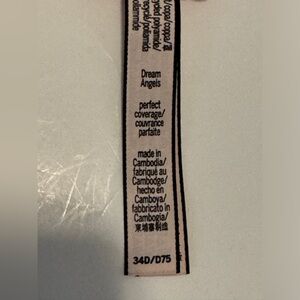 Dream
Angels
perfect
coverage/
couvrance
parfaite
made in
Cambodia/
fabriqué au
Cambodge/
hecho en
Camboya/
fabbricato in
Cambogia/
柬埔寨制造
34D/D75